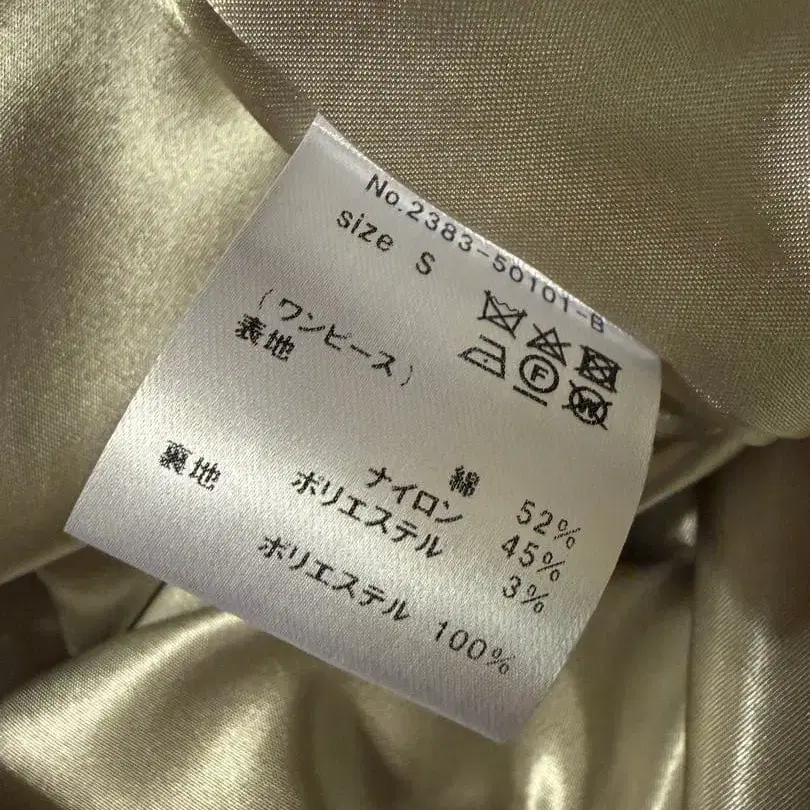 No.2383-50101-B
size S
(ワンピース)
表地
綿 52%
ナイロン 45%
ポリエステル 3%
裏地
ポリエステル 100%